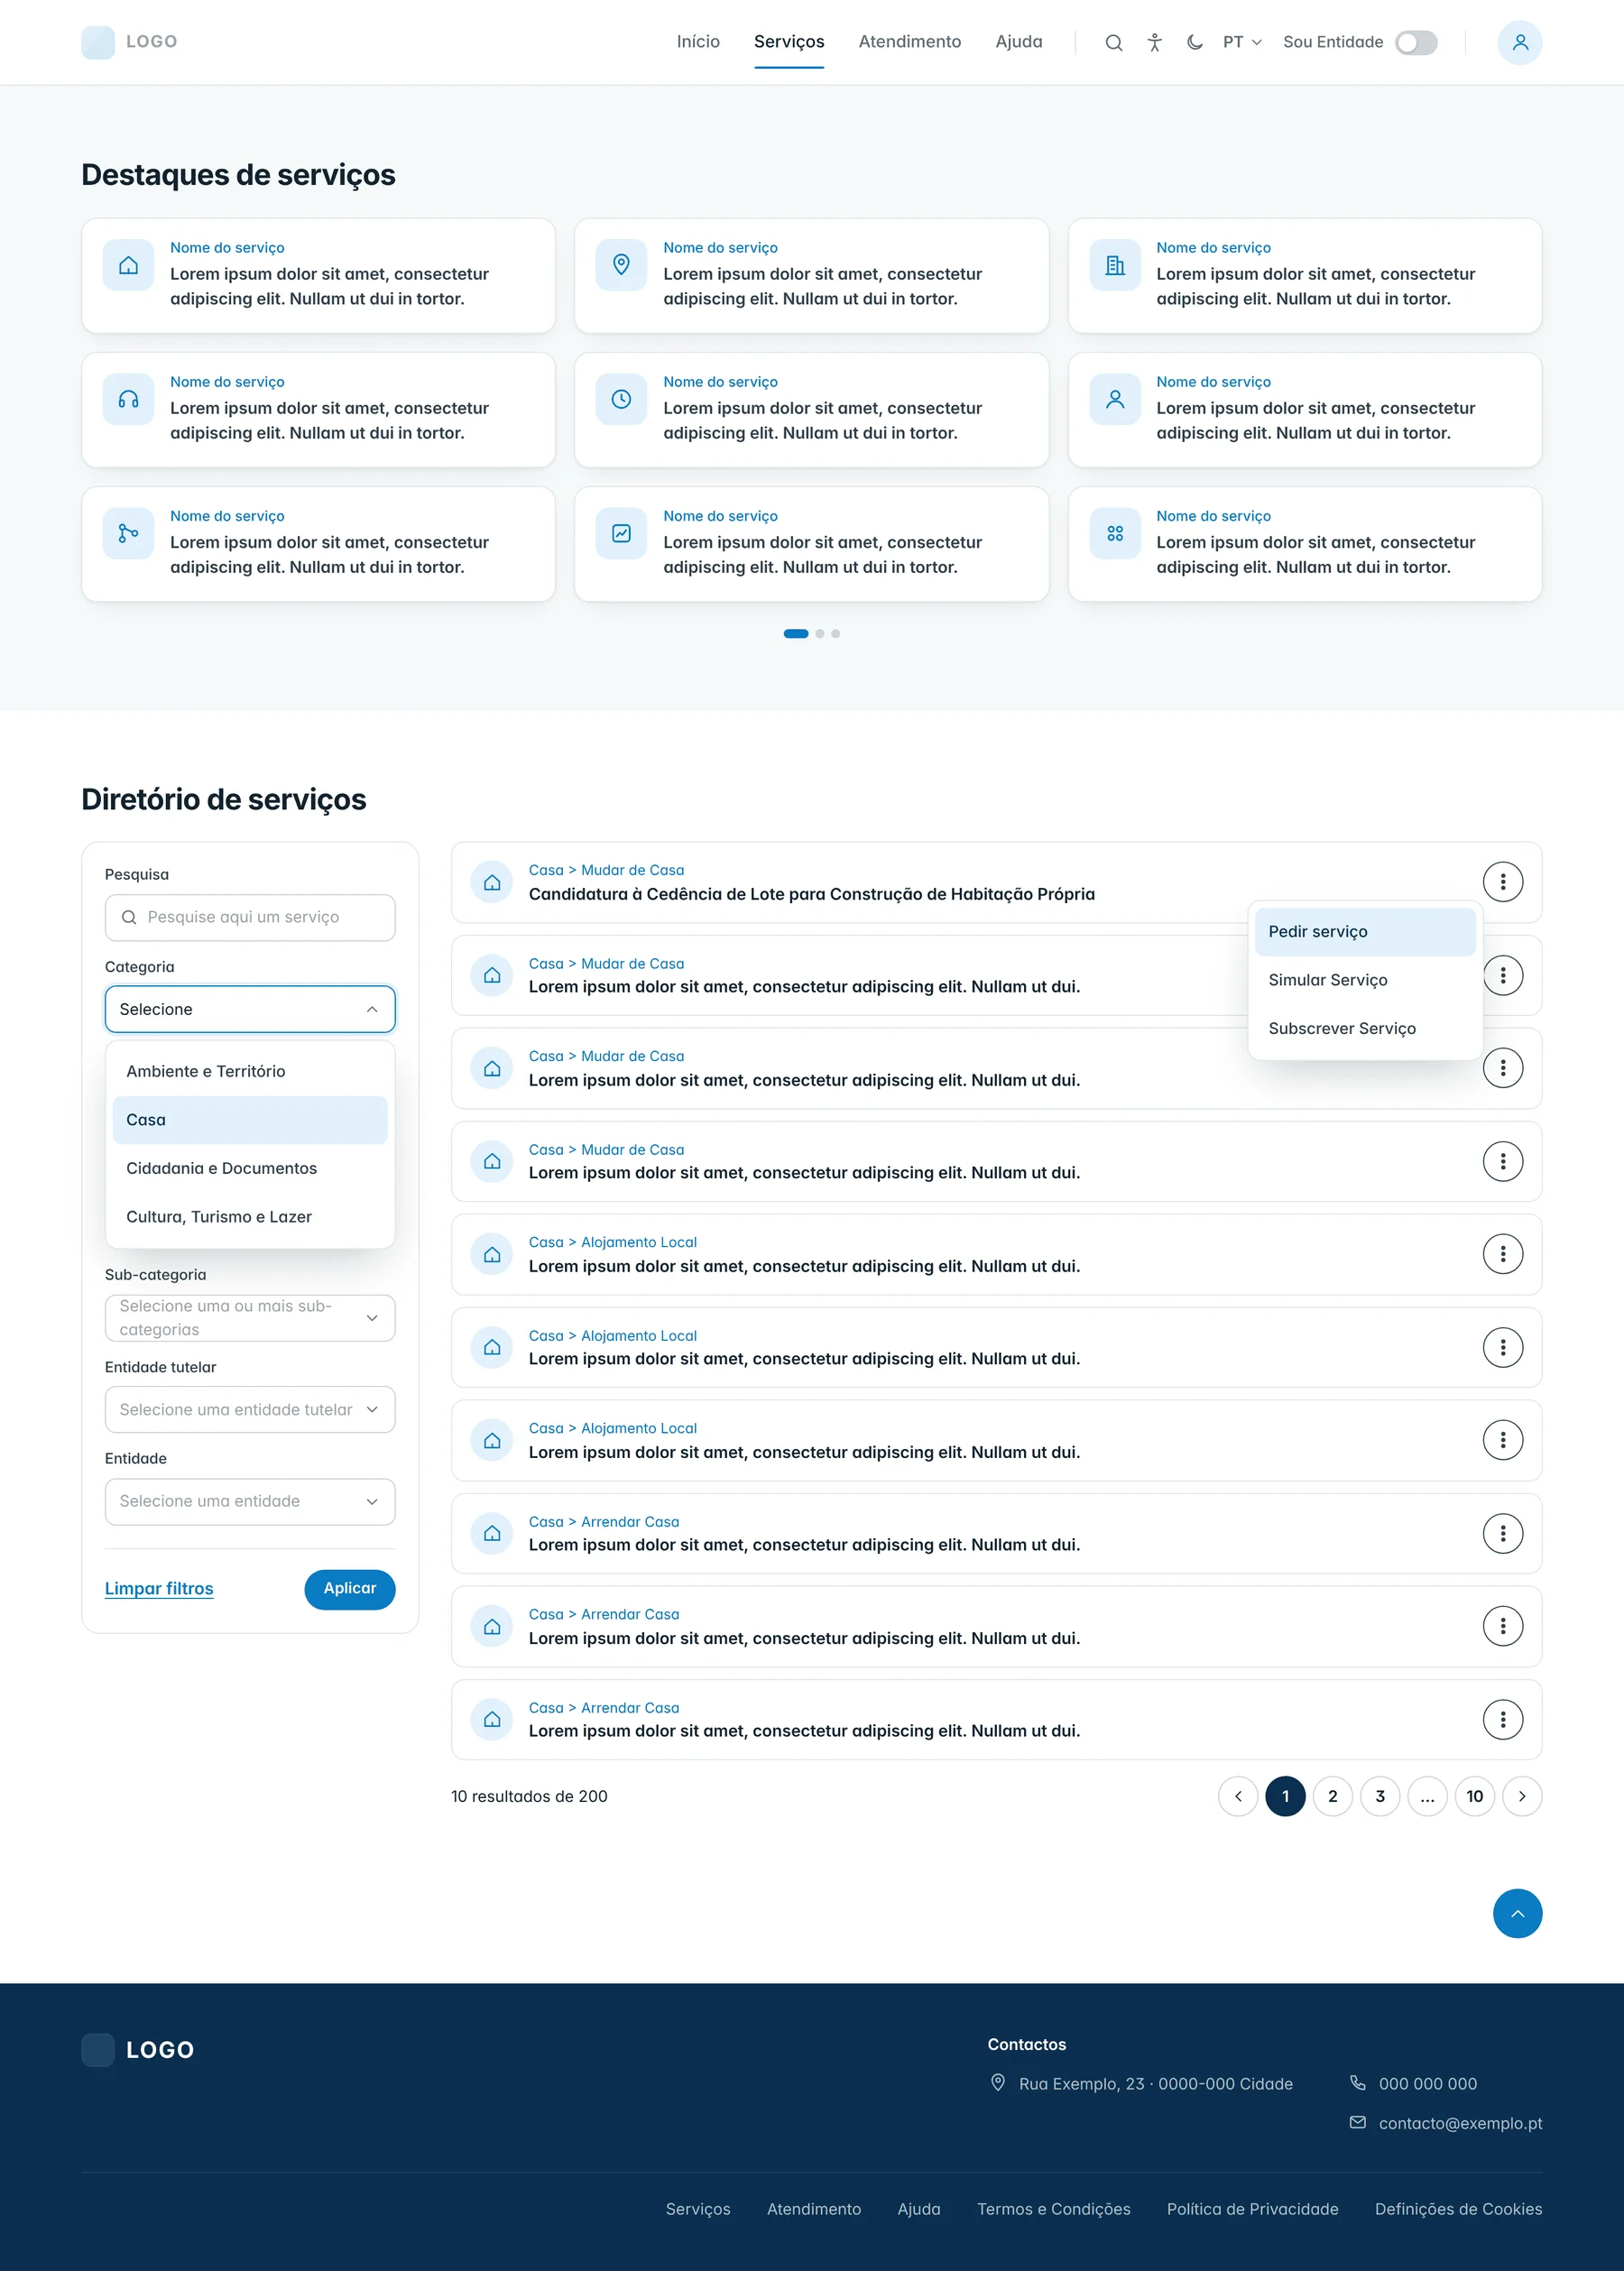 LOGO
Início
Serviços
Atendimento
Ajuda
PT
Sou Entidade
Destaques de serviços
Nome do serviço
Lorem ipsum dolor sit amet, consectetur
adipiscing elit. Nullam ut dui in tortor.
Nome do serviço
Lorem ipsum dolor sit amet, consectetur
adipiscing elit. Nullam ut dui in tortor.
Nome do serviço
Lorem ipsum dolor sit amet, consectetur
adipiscing elit. Nullam ut dui in tortor.
Nome do serviço
Lorem ipsum dolor sit amet, consectetur
adipiscing elit. Nullam ut dui in tortor.
Nome do serviço
Lorem ipsum dolor sit amet, consectetur
adipiscing elit. Nullam ut dui in tortor.
Nome do serviço
Lorem ipsum dolor sit amet, consectetur
adipiscing elit. Nullam ut dui in tortor.
Nome do serviço
Lorem ipsum dolor sit amet, consectetur
adipiscing elit. Nullam ut dui in tortor.
Nome do serviço
Lorem ipsum dolor sit amet, consectetur
adipiscing elit. Nullam ut dui in tortor.
Nome do serviço
Lorem ipsum dolor sit amet, consectetur
adipiscing elit. Nullam ut dui in tortor.
Diretório de serviços
Pesquisa
Pesquise aqui um serviço
Categoria
Selecione
Ambiente e Território
Casa
Cidadania e Documentos
Cultura, Turismo e Lazer
Sub-categoria
Selecione uma ou mais sub-
categorias
Entidade tutelar
Selecione uma entidade tutelar
Entidade
Selecione uma entidade
Limpar filtros
Aplicar
Casa > Mudar de Casa
Candidatura à Cedência de Lote para Construção de Habitação Própria
Pedir serviço
Simular Serviço
Subscrever Serviço
Casa > Mudar de Casa
Lorem ipsum dolor sit amet, consectetur adipiscing elit. Nullam ut dui.
Casa > Mudar de Casa
Lorem ipsum dolor sit amet, consectetur adipiscing elit. Nullam ut dui.
Casa > Mudar de Casa
Lorem ipsum dolor sit amet, consectetur adipiscing elit. Nullam ut dui.
Casa > Alojamento Local
Lorem ipsum dolor sit amet, consectetur adipiscing elit. Nullam ut dui.
Casa > Alojamento Local
Lorem ipsum dolor sit amet, consectetur adipiscing elit. Nullam ut dui.
Casa > Alojamento Local
Lorem ipsum dolor sit amet, consectetur adipiscing elit. Nullam ut dui.
Casa > Arrendar Casa
Lorem ipsum dolor sit amet, consectetur adipiscing elit. Nullam ut dui.
Casa > Arrendar Casa
Lorem ipsum dolor sit amet, consectetur adipiscing elit. Nullam ut dui.
Casa > Arrendar Casa
Lorem ipsum dolor sit amet, consectetur adipiscing elit. Nullam ut dui.
10 resultados de 200
1 2 3 ... 10
LOGO
Contactos
Rua Exemplo, 23 · 0000-000 Cidade
000 000 000
contacto@exemplo.pt
Serviços
Atendimento
Ajuda
Termos e Condições
Política de Privacidade
Definições de Cookies